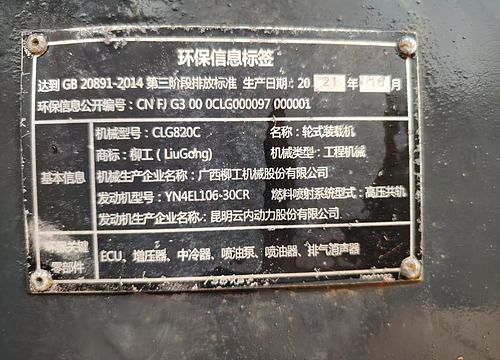 环保信息标签
达到 GB 20891-2014 第三阶段排放标准 生产日期：20 21 年 月
环保信息公开编号：CN FJ G3 00 0CLG000097 000001
基本信息
机械型号：CLG820C 名称：轮式装载机
商标：柳工（LiuGong） 机械类型：工程机械
机械生产企业名称：广西柳工机械股份有限公司
发动机型号：YN4EL106-30CR 燃料喷射系统型式：高压共轨
发动机生产企业名称：昆明云内动力股份有限公司
环保关键
零部件
ECU、增压器、中冷器、喷油泵、喷油器、排气消声器